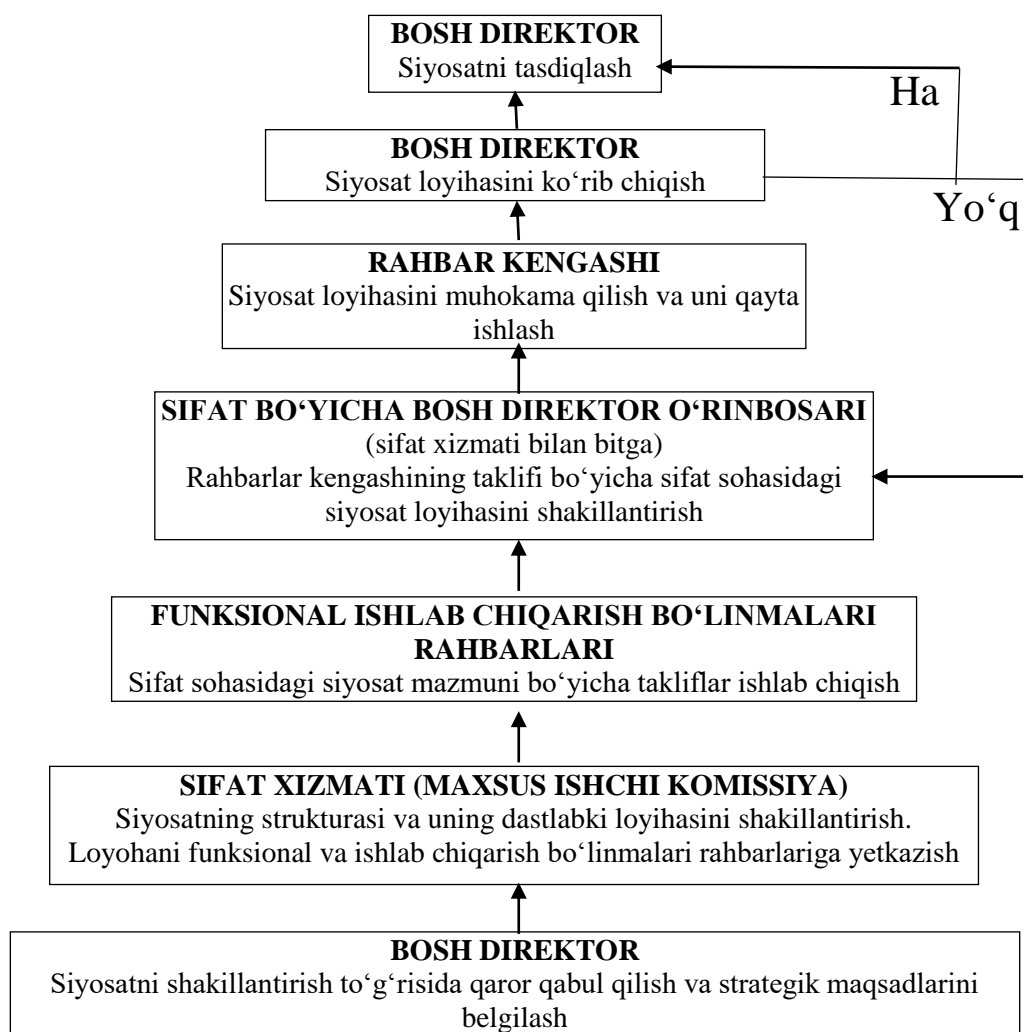 BOSH DIREKTOR
Siyosatni tasdiqlash
Ha
BOSH DIREKTOR
Siyosat loyihasini ko‘rib chiqish
Yo‘q
RAHBAR KENGASHI
Siyosat loyihasini muhokama qilish va uni qayta
ishlash
SIFAT BO‘YICHA BOSH DIREKTOR O‘RINBOSARI
(sifat xizmati bilan bitga)
Rahbarlar kengashining taklifi bo‘yicha sifat sohasidagi
siyosat loyihasini shakillantirish
FUNKSIONAL ISHLAB CHIQARISH BO‘LINMALARI
RAHBARLARI
Sifat sohasidagi siyosat mazmuni bo‘yicha takliflar ishlab chiqish
SIFAT XIZMATI (MAXSUS ISHCHI KOMISSIYA)
Siyosatning strukturasi va uning dastlabki loyihasini shakillantirish.
Loyohani funksional va ishlab chiqarish bo‘linmalari rahbarlariga yetkazish
BOSH DIREKTOR
Siyosatni shakillantirish to‘g‘risida qaror qabul qilish va strategik maqsadlarini
belgilash